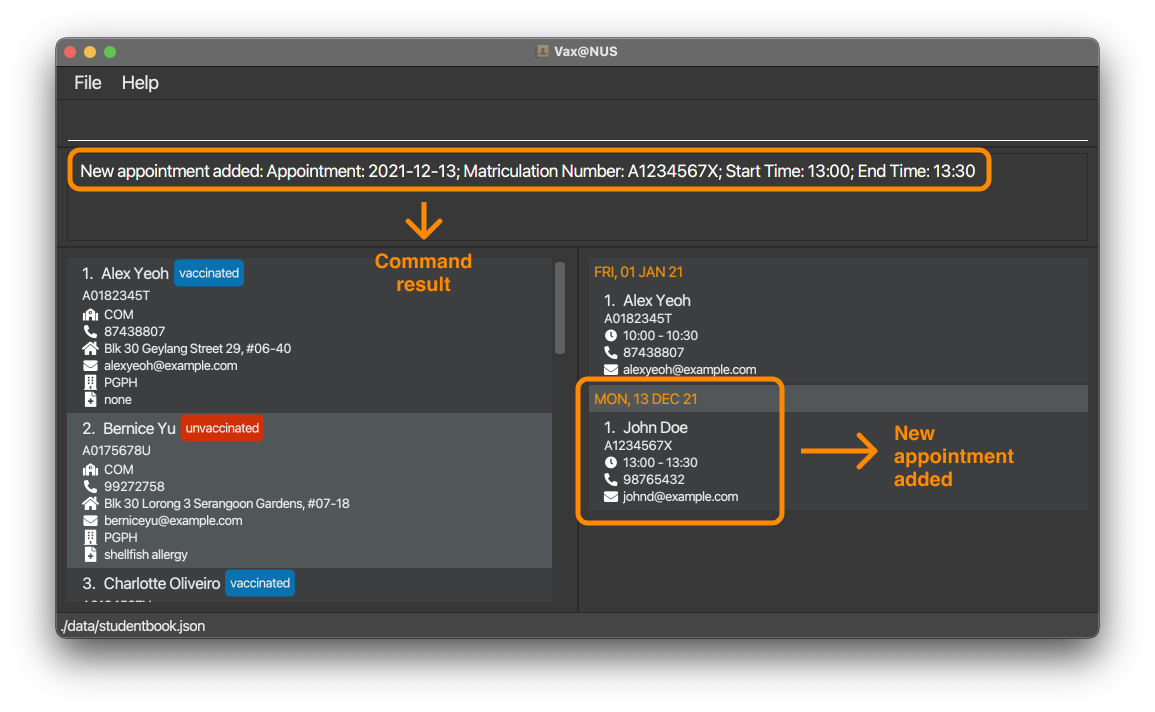 Vax@NUS
File Help
New appointment added: Appointment: 2021-12-13; Matriculation Number: A1234567X; Start Time: 13:00; End Time: 13:30
Command
result
1. Alex Yeoh vaccinated
A0182345T
COM
87438807
Blk 30 Geylang Street 29, #06-40
alexyeoh@example.com
PGPH
none
2. Bernice Yu unvaccinated
A0175678U
COM
99272758
Blk 30 Lorong 3 Serangoon Gardens, #07-18
berniceyu@example.com
PGPH
shellfish allergy
3. Charlotte Oliveiro vaccinated
FRI, 01 JAN 21
1. Alex Yeoh
A0182345T
10:00 - 10:30
87438807
alexyeoh@example.com
MON, 13 DEC 21
1. John Doe
A1234567X
13:00 - 13:30
98765432
johnd@example.com
New
appointment
added
./data/studentbook.json